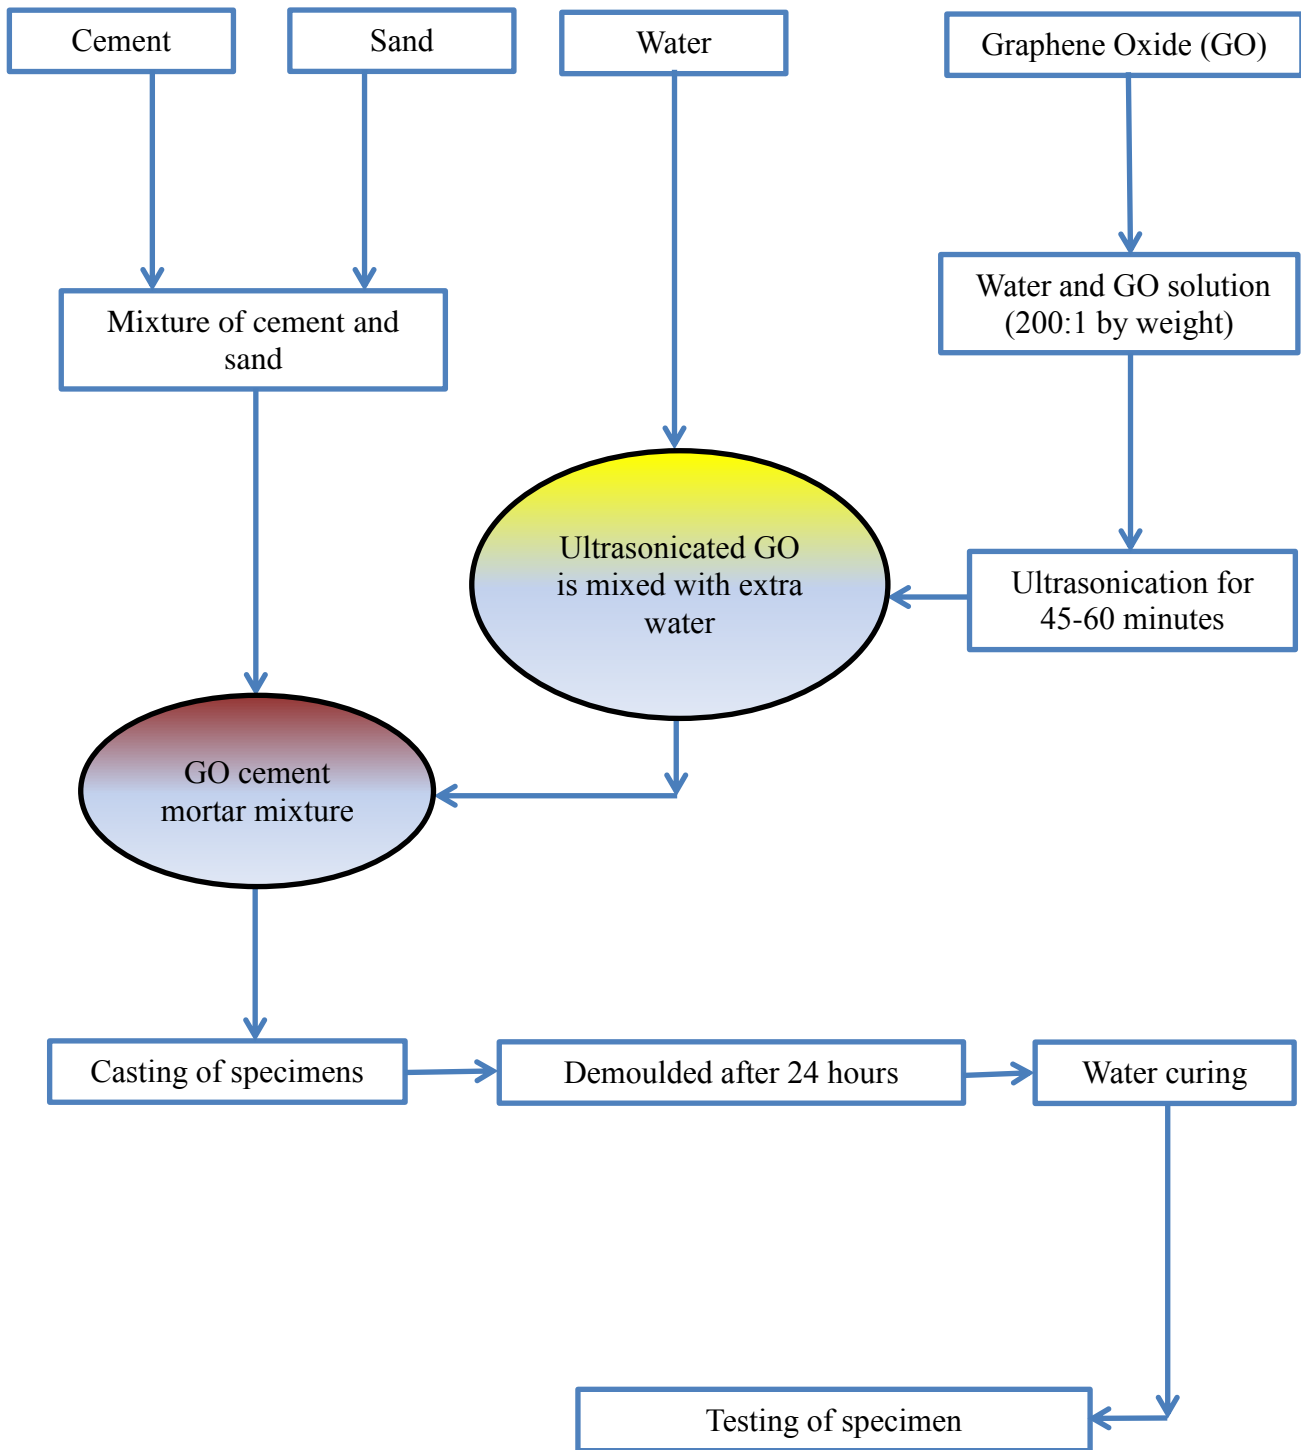 Cement
Sand
Water
Graphene Oxide (GO)
Mixture of cement and
sand
Water and GO solution
(200:1 by weight)
Ultrasonicated GO
is mixed with extra
water
Ultrasonication for
45-60 minutes
GO cement
mortar mixture
Casting of specimens
Demoulded after 24 hours
Water curing
Testing of specimen